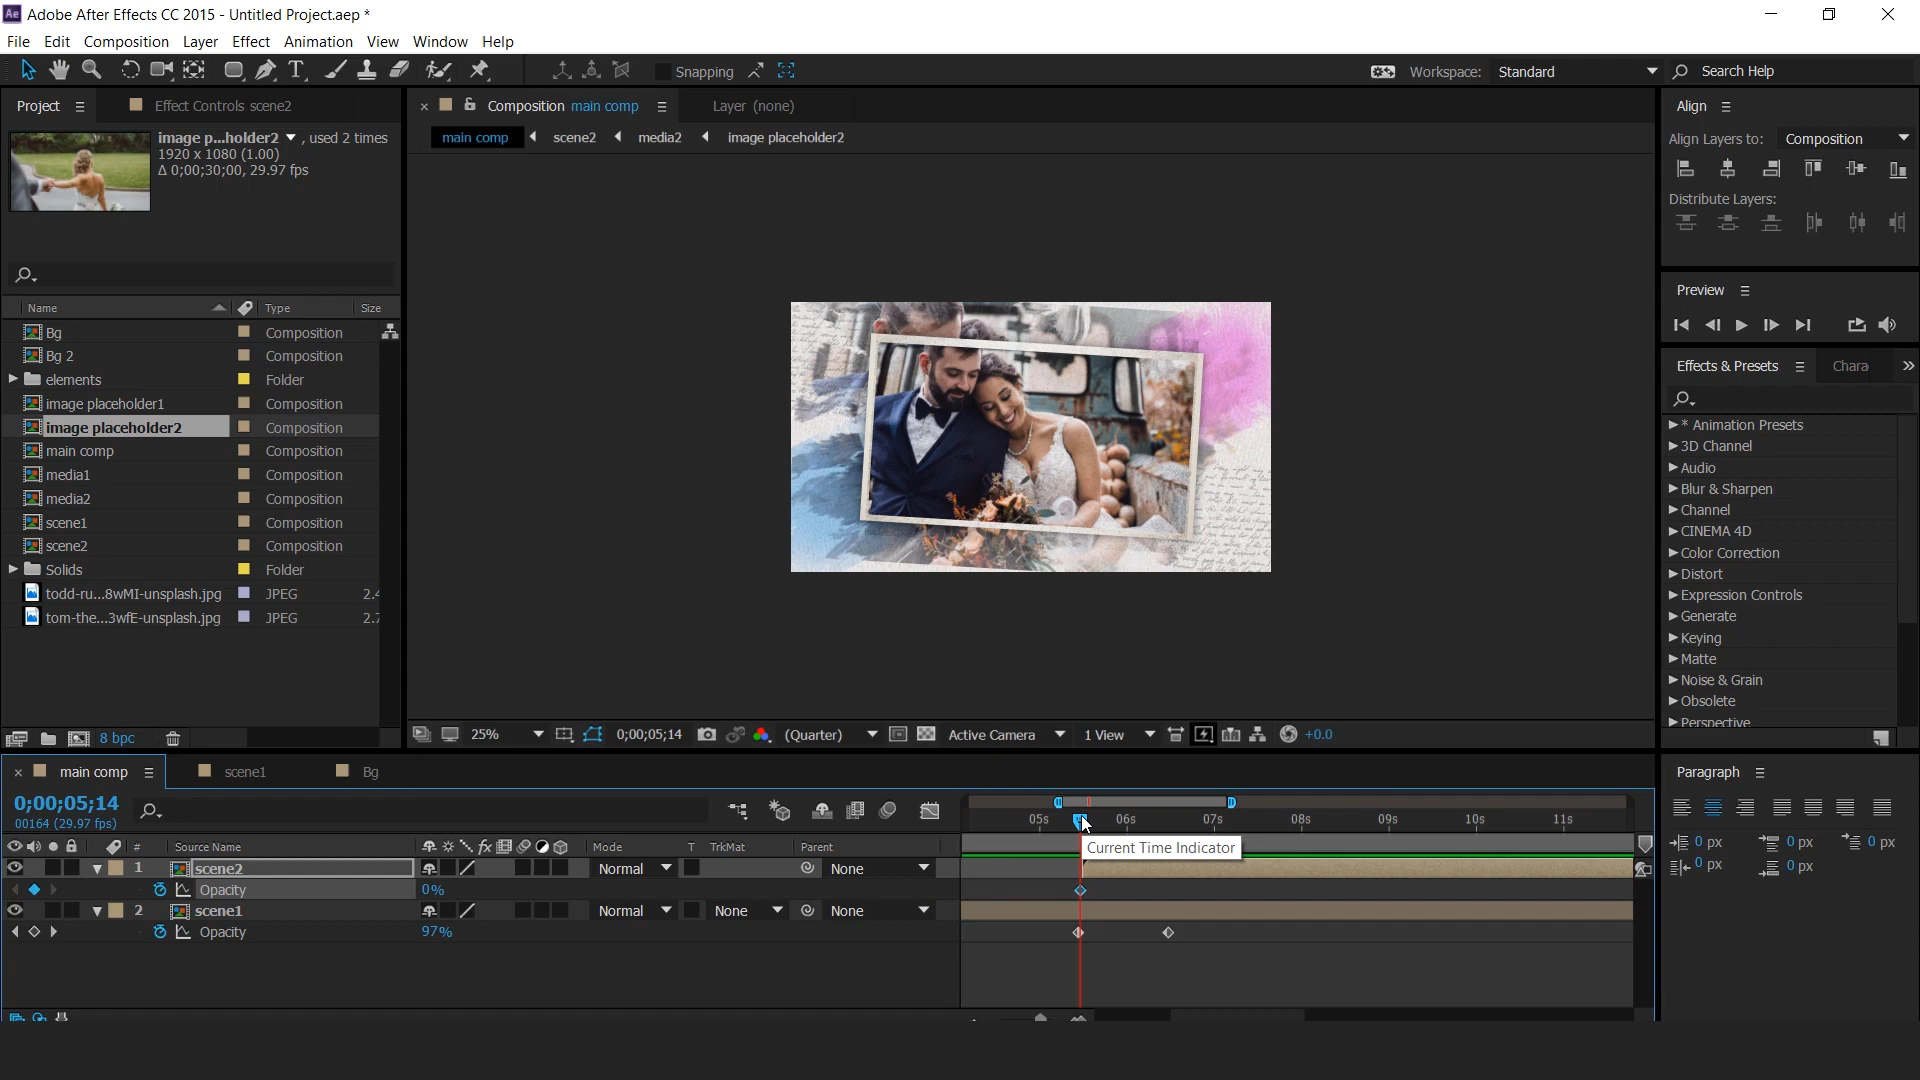 Ae Adobe After Effects CC 2015 - Untitled Project.aep *
File Edit Composition Layer Effect Animation View Window Help
Snapping
Workspace: Standard
Search Help
Project
Effect Controls scene2
Composition main comp
Layer (none)
Align
image p...holder2 , used 2 times
1920 x 1080 (1.00)
Δ 0;00;30;00, 29.97 fps
main comp scene2 media2 image placeholder2
Align Layers to: Composition
Distribute Layers:
Preview
Effects & Presets
Chara
Name Type Size
Bg Composition
Bg 2 Composition
elements Folder
image placeholder1 Composition
image placeholder2 Composition
main comp Composition
media1 Composition
media2 Composition
scene1 Composition
scene2 Composition
Solids Folder
todd-ru...8wMI-unsplash.jpg JPEG 2.4
tom-the...3wfE-unsplash.jpg JPEG 2.7
* Animation Presets
3D Channel
Audio
Blur & Sharpen
Channel
CINEMA 4D
Color Correction
Distort
Expression Controls
Generate
Keying
Matte
Noise & Grain
Obsolete
Perspective
8 bpc
25% 0;00;05;14 (Quarter) Active Camera 1 View +0.0
main comp
scene1
Bg
Paragraph
0;00;05;14
00164 (29.97 fps)
05s 06s 07s 08s 09s 10s 11s
Current Time Indicator
# Source Name fx Mode T TrkMat Parent
1 scene2 Normal None
Opacity 0%
2 scene1 Normal None None
Opacity 97%
0 px 0 px 0 px
0 px 0 px